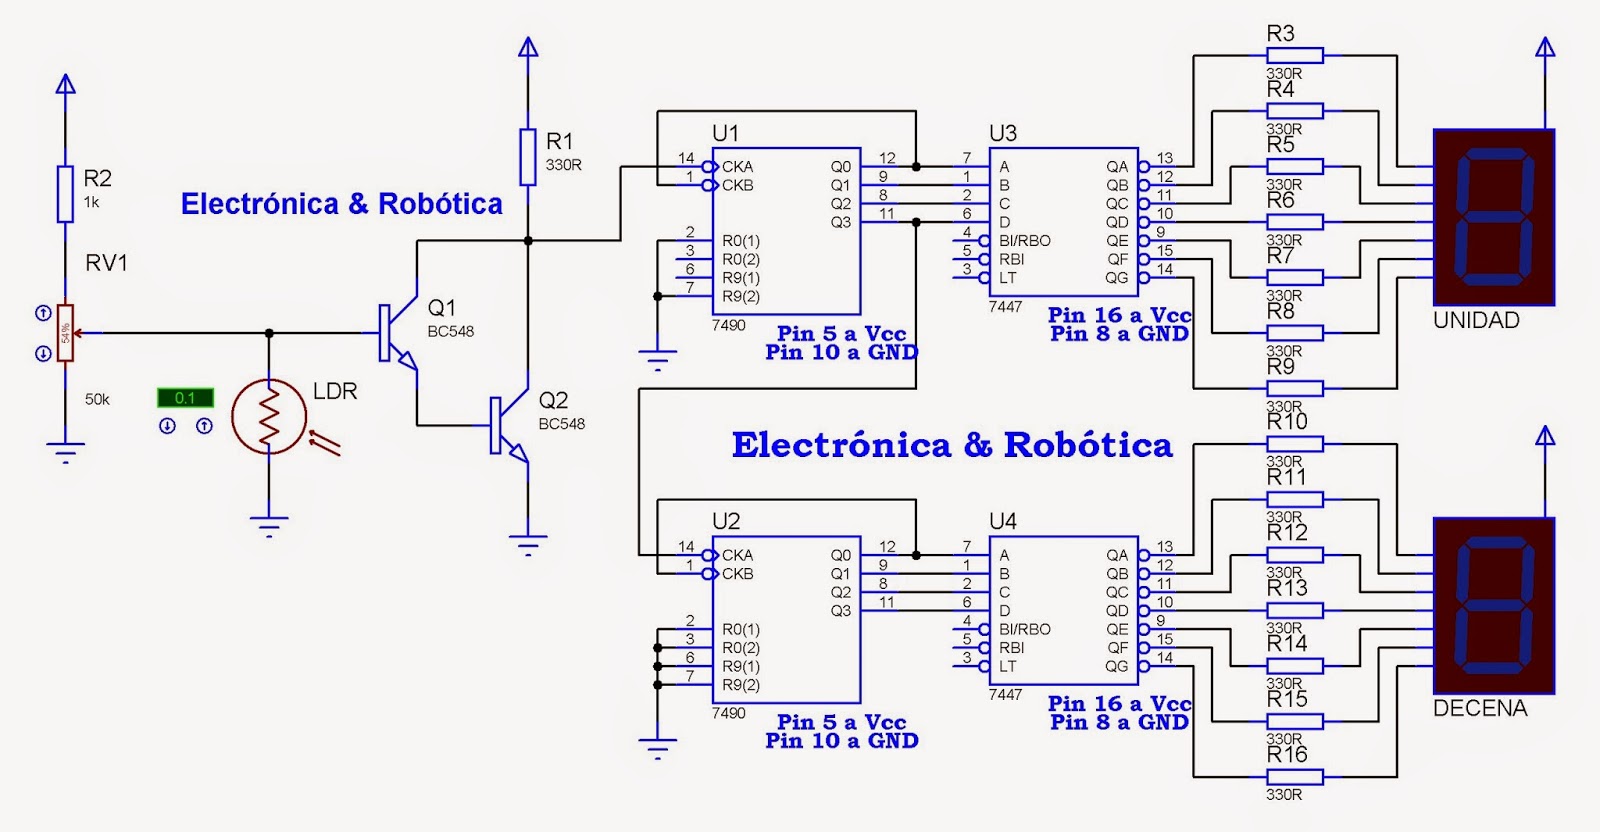 R2
1k
RV1
54%
50k
Electrónica & Robótica
0.1
LDR
R1
330R
Q1
BC548
Q2
BC548
U1
14 CKA Q0 12
1 CKB Q1 9
Q2 8
Q3 11
2 R0(1)
3 R0(2)
6 R9(1)
7 R9(2)
7490
Pin 5 a Vcc
Pin 10 a GND
U3
7 A QA 13
1 B QB 12
2 C QC 11
6 D QD 10
4 BI/RBO QE 9
5 RBI QF 15
3 LT QG 14
7447
Pin 16 a Vcc
Pin 8 a GND
R3
330R
R4
330R
R5
330R
R6
330R
R7
330R
R8
330R
R9
330R
UNIDAD
Electrónica & Robótica
U2
14 CKA Q0 12
1 CKB Q1 9
Q2 8
Q3 11
2 R0(1)
3 R0(2)
6 R9(1)
7 R9(2)
7490
Pin 5 a Vcc
Pin 10 a GND
U4
7 A QA 13
1 B QB 12
2 C QC 11
6 D QD 10
4 BI/RBO QE 9
5 RBI QF 15
3 LT QG 14
7447
Pin 16 a Vcc
Pin 8 a GND
R10
330R
R11
330R
R12
330R
R13
330R
R14
330R
R15
330R
R16
330R
DECENA